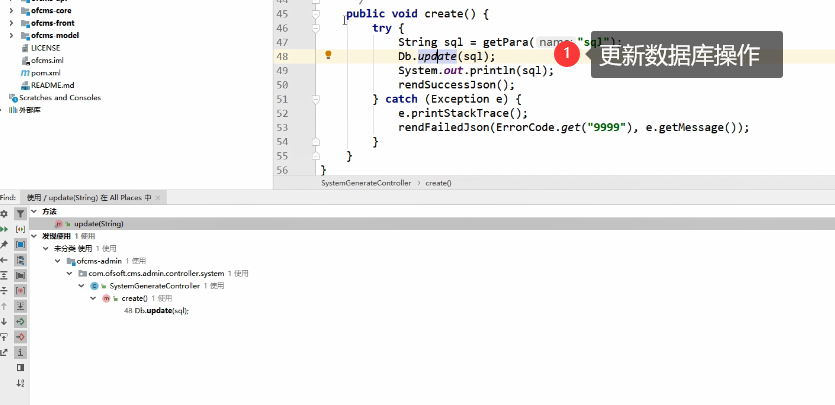 ofcms-core
ofcms-front
ofcms-model
LICENSE
ofcms.iml
pom.xml
README.md
Scratches and Consoles
外部库
45 public void create() {
46 try {
47 String sql = getPara( name: "sql");
48 Db.update(sql);
49 System.out.println(sql);
50 rendSuccessJson();
51 } catch (Exception e) {
52 e.printStackTrace();
53 rendFailedJson(ErrorCode.get("9999"), e.getMessage());
54 }
55 }
56 }
1 更新数据库操作
SystemGenerateController › create()
Find: 使用 / update(String) 在 All Places 中 ×
方法
m update(String)
发现使用 1 使用
未分类 使用 1 使用
ofcms-admin 1 使用
com.ofsoft.cms.admin.controller.system 1 使用
C SystemGenerateController 1 使用
m create() 1 使用
48 Db.update(sql);